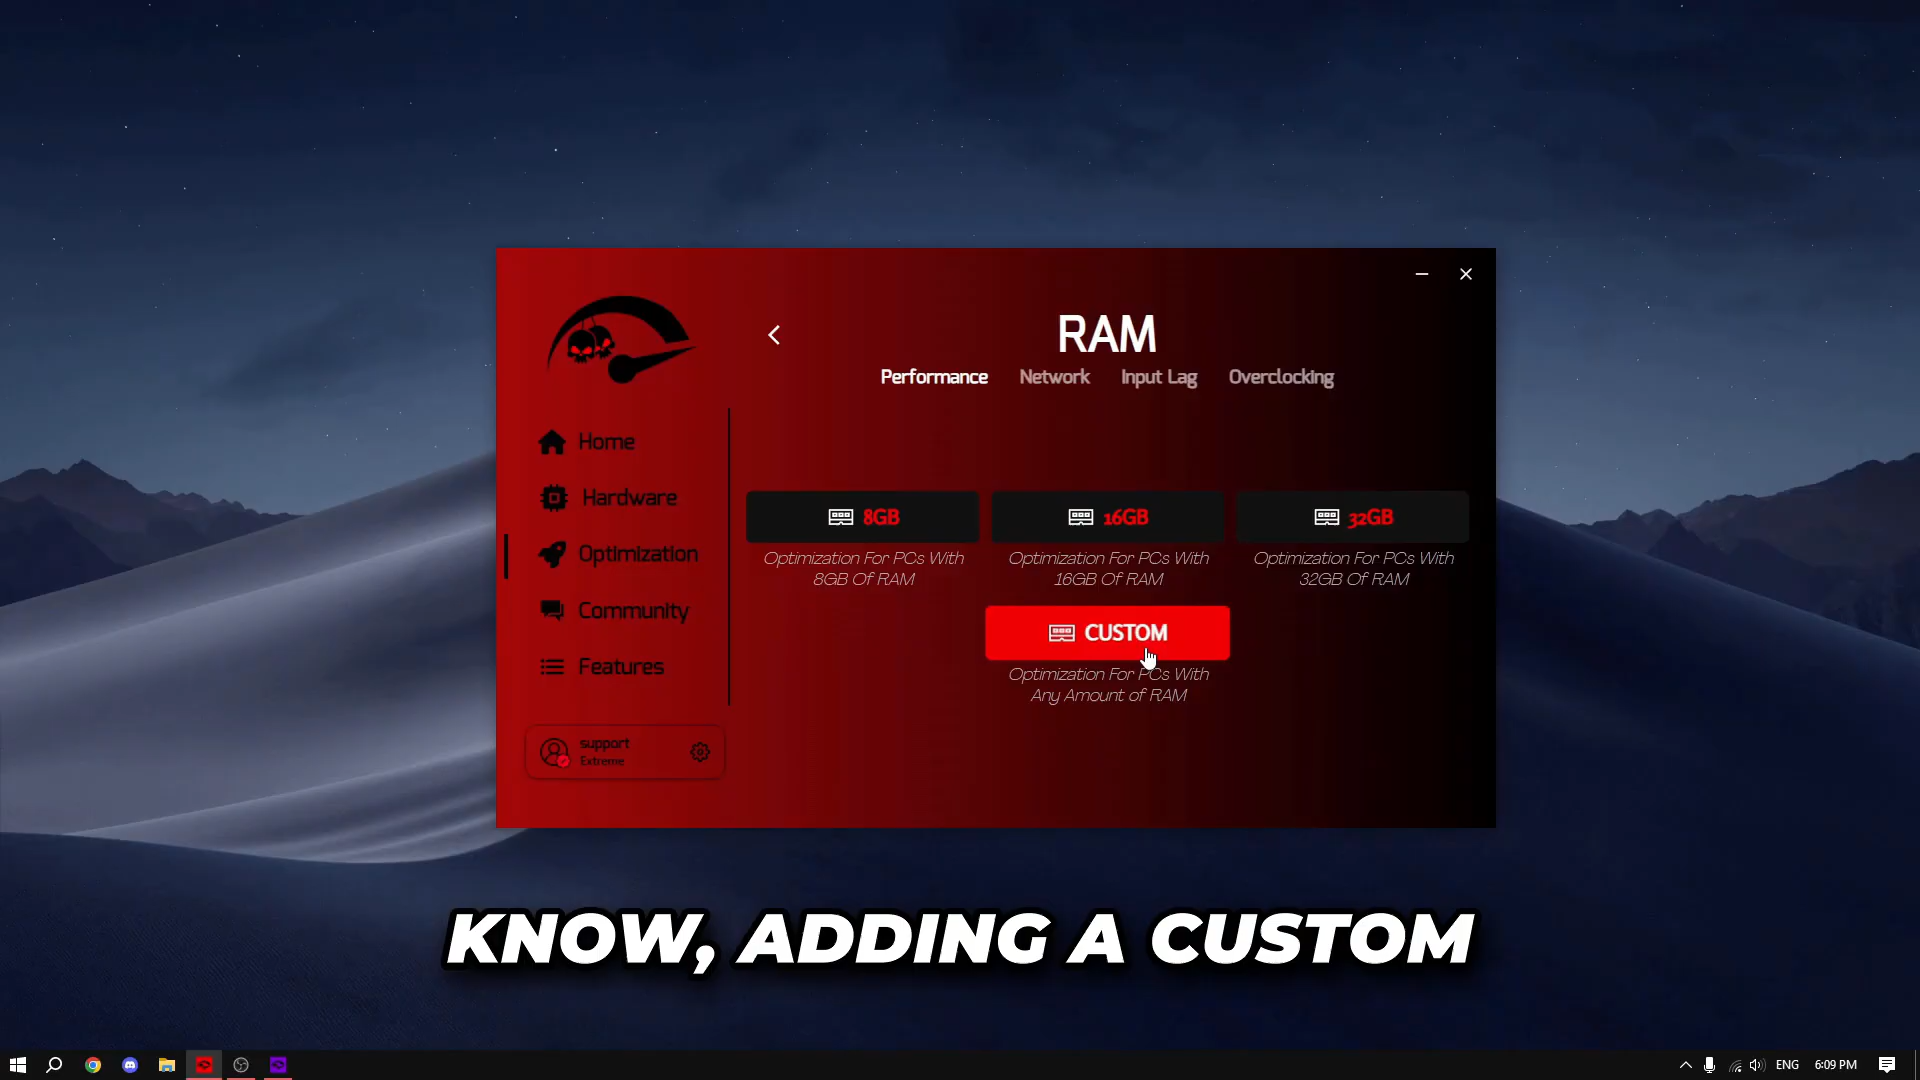 RAM
Performance Network Input Lag Overclocking
Home
Hardware
Optimization
Community
Features
support
Extreme
8GB 16GB 32GB
Optimization For PCs With Optimization For PCs With Optimization For PCs With
8GB Of RAM 16GB Of RAM 32GB Of RAM
CUSTOM
Optimization For PCs With
Any Amount of RAM
KNOW, ADDING A CUSTOM
ENG 6:09 PM